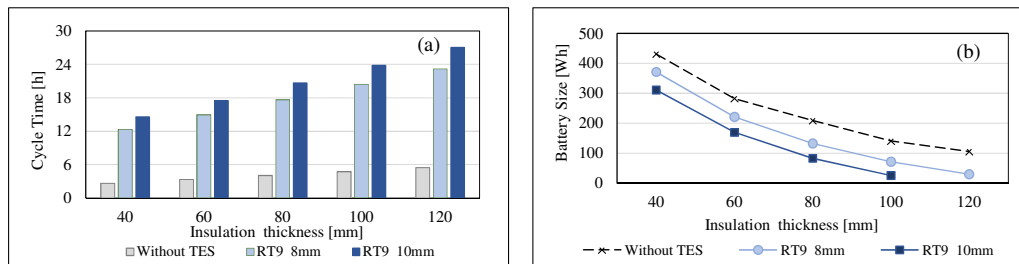 (a)
Cycle Time [h]
30
24
18
12
6
0
40 60 80 100 120
Insulation thickness [mm]
Without TES RT9 8mm RT9 10mm
(b)
Battery Size [Wh]
500
400
300
200
100
0
40 60 80 100 120
Insulation thickness [mm]
Without TES RT9 8mm RT9 10mm